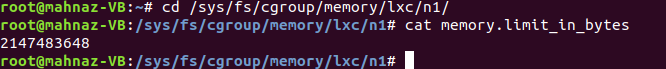 root@mahnaz-VB:~# cd /sys/fs/cgroup/memory/lxc/n1/
root@mahnaz-VB:/sys/fs/cgroup/memory/lxc/n1# cat memory.limit_in_bytes
2147483648
root@mahnaz-VB:/sys/fs/cgroup/memory/lxc/n1#